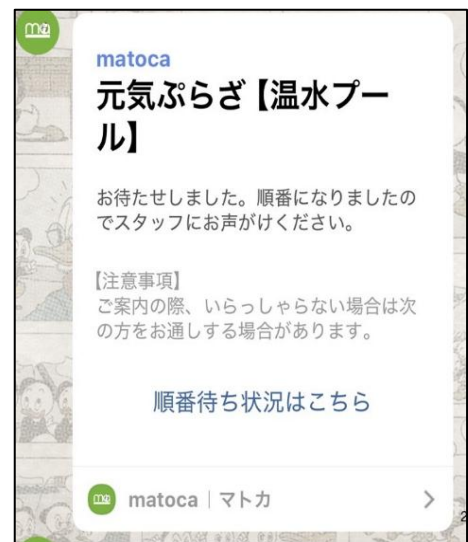 matoca
元気ぷらざ【温水プー
ル】
お待たせしました。順番になりましたの
でスタッフにお声がけください。
【注意事項】
ご案内の際、いらっしゃらない場合は次
の方をお通しする場合があります。
順番待ち状況はこちら
matoca｜マトカ
2